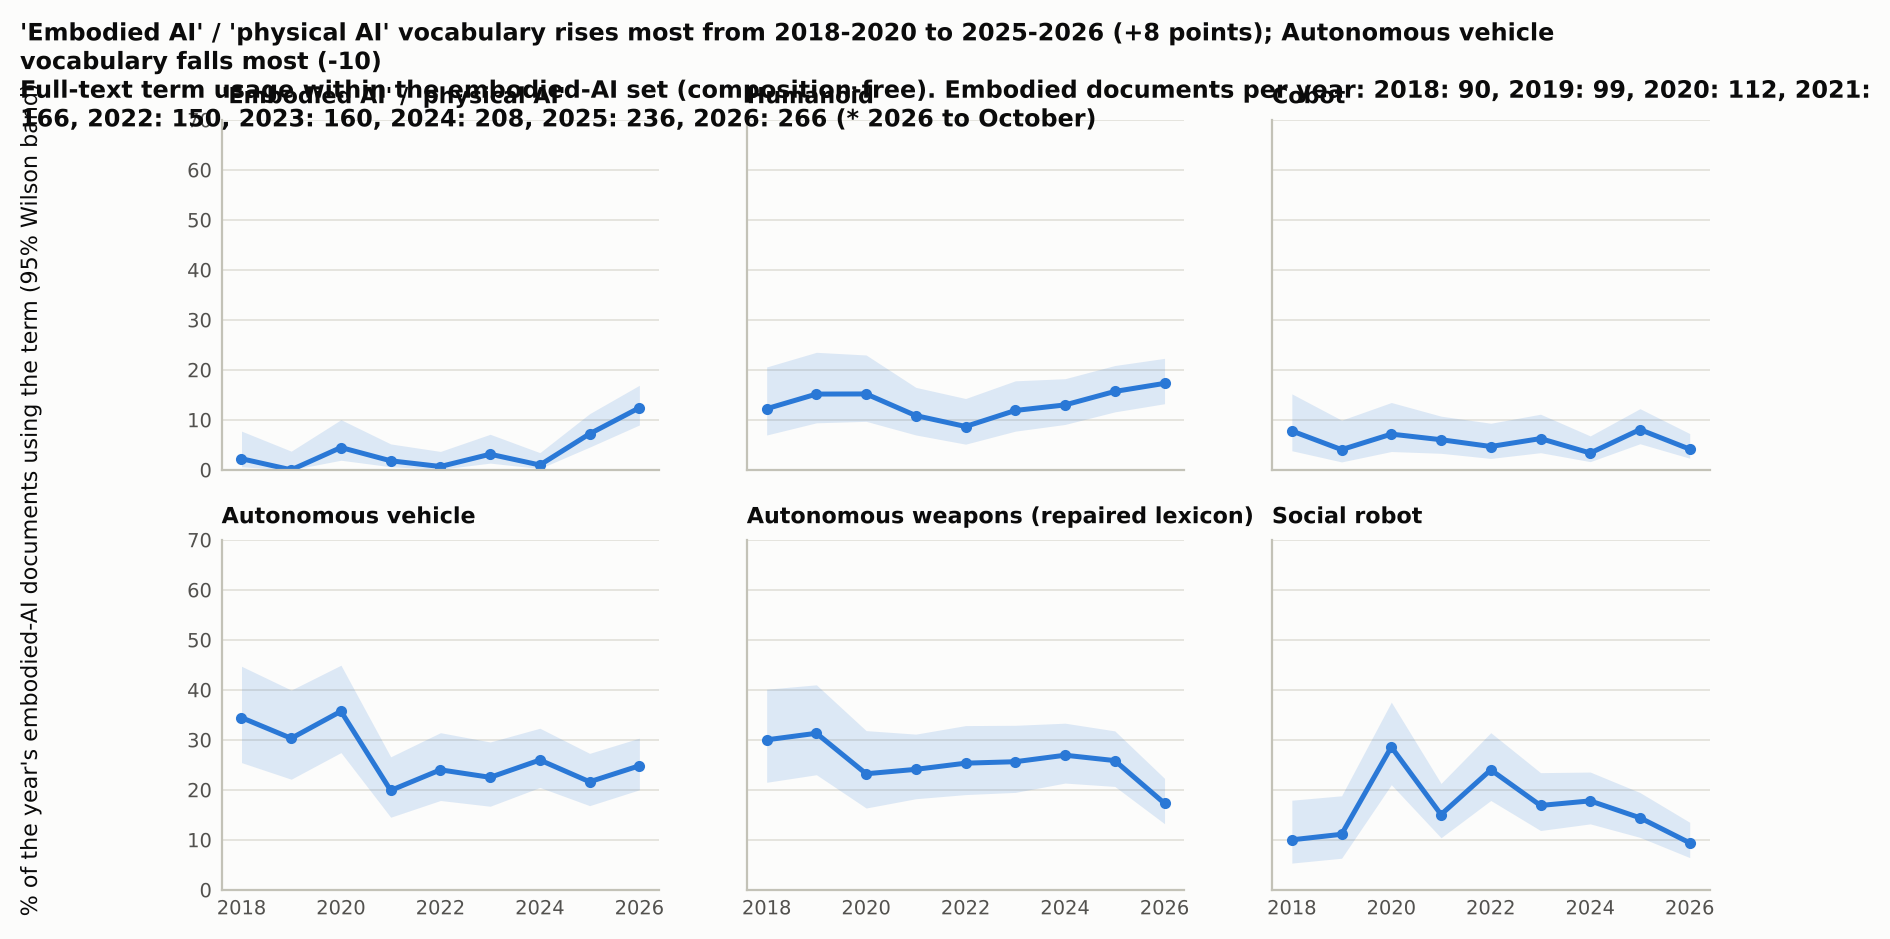 'Embodied AI' / 'physical AI' vocabulary rises most from 2018-2020 to 2025-2026 (+8 points); Autonomous vehicle
vocabulary falls most (-10)
Full-text term usage within the embodied-AI set (composition-free). Embodied documents per year: 2018: 90, 2019: 99, 2020: 112, 2021:
166, 2022: 150, 2023: 160, 2024: 208, 2025: 236, 2026: 266 (* 2026 to October)
'Embodied AI' / 'physical AI'
Humanoid
Cobot
% of the year's embodied-AI documents using the term (95% Wilson band)
70
60
50
40
30
20
10
0
Autonomous vehicle
Autonomous weapons (repaired lexicon)
Social robot
70
60
50
40
30
20
10
0
2018 2020 2022 2024 2026
2018 2020 2022 2024 2026
2018 2020 2022 2024 2026